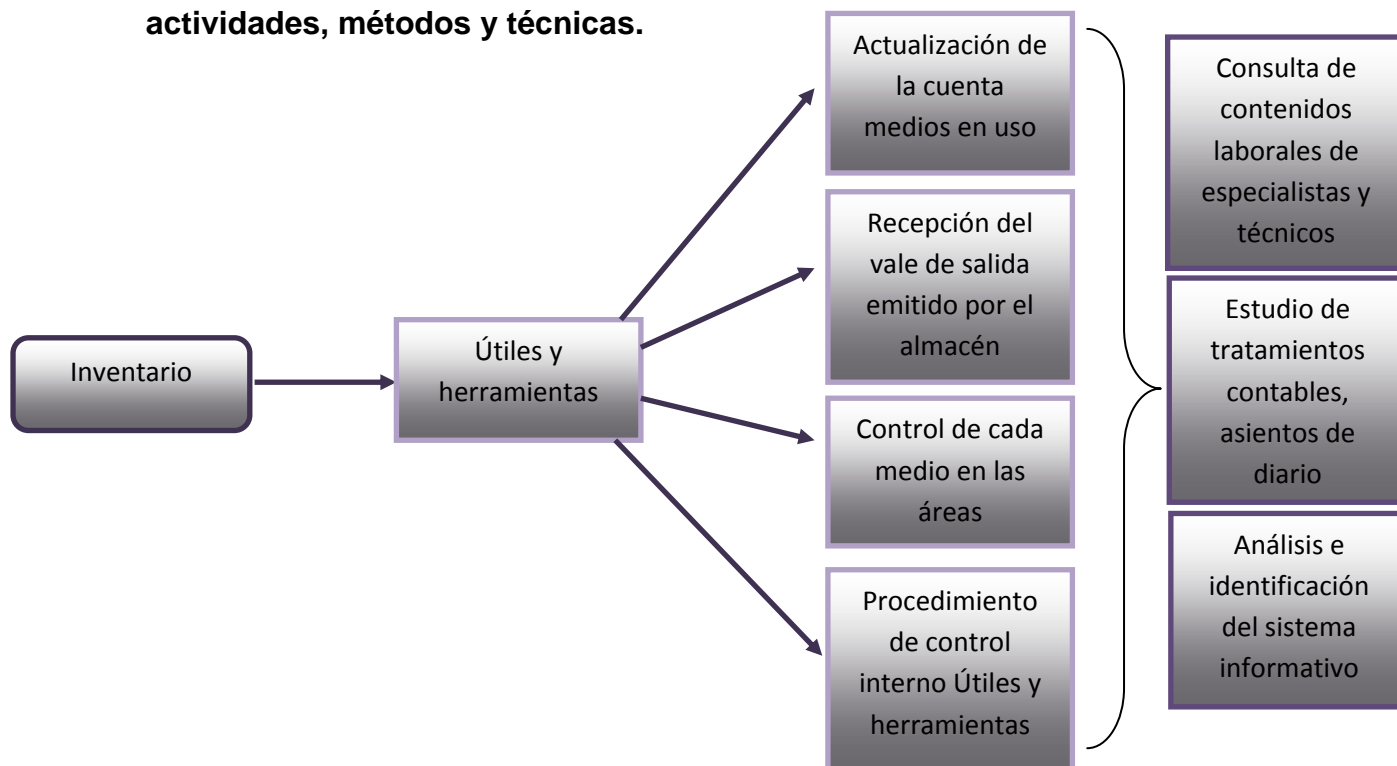 actividades, métodos y técnicas.
Inventario
Útiles y
herramientas
Actualización de
la cuenta
medios en uso
Recepción del
vale de salida
emitido por el
almacén
Control de cada
medio en las
áreas
Procedimiento
de control
interno Útiles y
herramientas
Consulta de
contenidos
laborales de
especialistas y
técnicos
Estudio de
tratamientos
contables,
asientos de
diario
Análisis e
identificación
del sistema
informativo